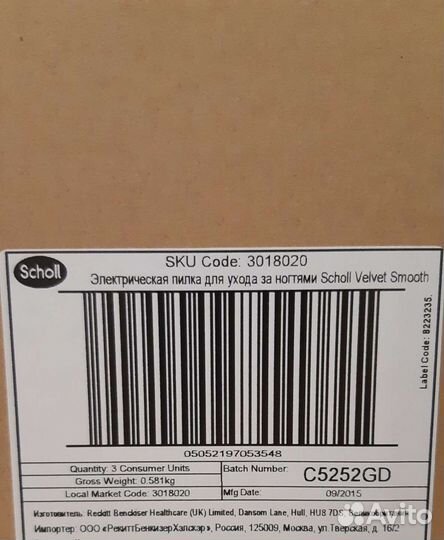 Scholl
SKU Code: 3018020
Электрическая пилка для ухода за ногтями Scholl Velvet Smooth
Label Code: 8223235.
05052197053548
Quantity: 3 Consumer Units
Batch Number:
C5252GD
Gross Weight: 0.581kg
Local Market Code: 3018020
Mfg Date:
09/2015
Изготовитель: Reckitt Benckiser Healthcare (UK) Limited, Dansom Lane, Hull, HU8 7DS,
Импортер: ООО «РекиттБенкизерХэлскэр», Россия, 125009, Москва, ул.Тверская, д. 16/2
Avito